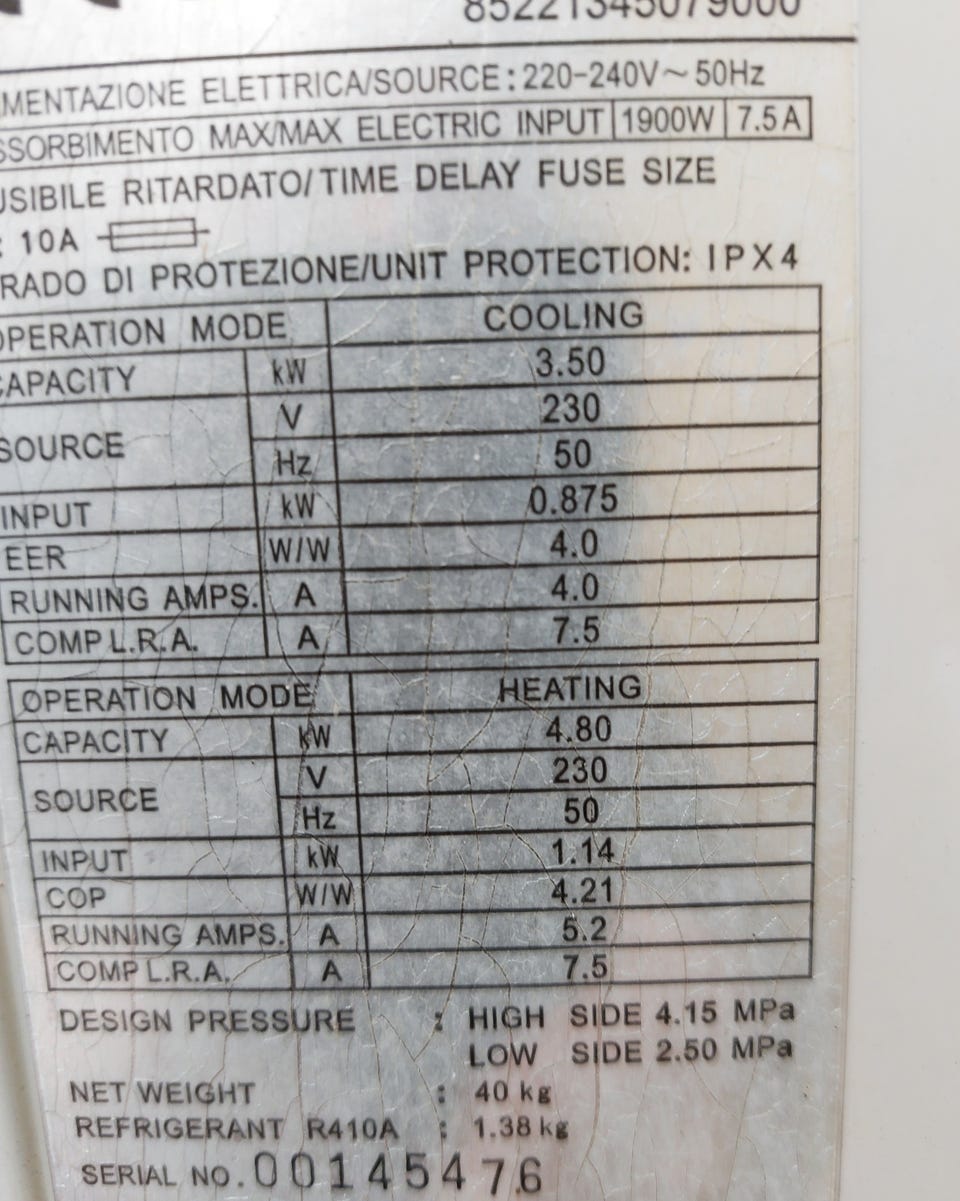 85221345079000
MENTAZIONE ELETTRICA/SOURCE: 220-240V~ 50Hz
SSORBIMENTO MAX/MAX ELECTRIC INPUT 1900W 7.5A
USIBILE RITARDATO/TIME DELAY FUSE SIZE
: 10A
RADO DI PROTEZIONE/UNIT PROTECTION: IPX4
OPERATION MODE COOLING
CAPACITY kW 3.50
SOURCE V 230
Hz 50
INPUT kW 0.875
EER W/W 4.0
RUNNING AMPS. A 4.0
COMP L.R.A. A 7.5
OPERATION MODE HEATING
CAPACITY kW 4.80
SOURCE V 230
Hz 50
INPUT kW 1.14
COP W/W 4.21
RUNNING AMPS. A 5.2
COMP L.R.A. A 7.5
DESIGN PRESSURE : HIGH SIDE 4.15 MPa
LOW SIDE 2.50 MPa
NET WEIGHT : 40 kg
REFRIGERANT R410A : 1.38 kg
SERIAL NO. 00145476